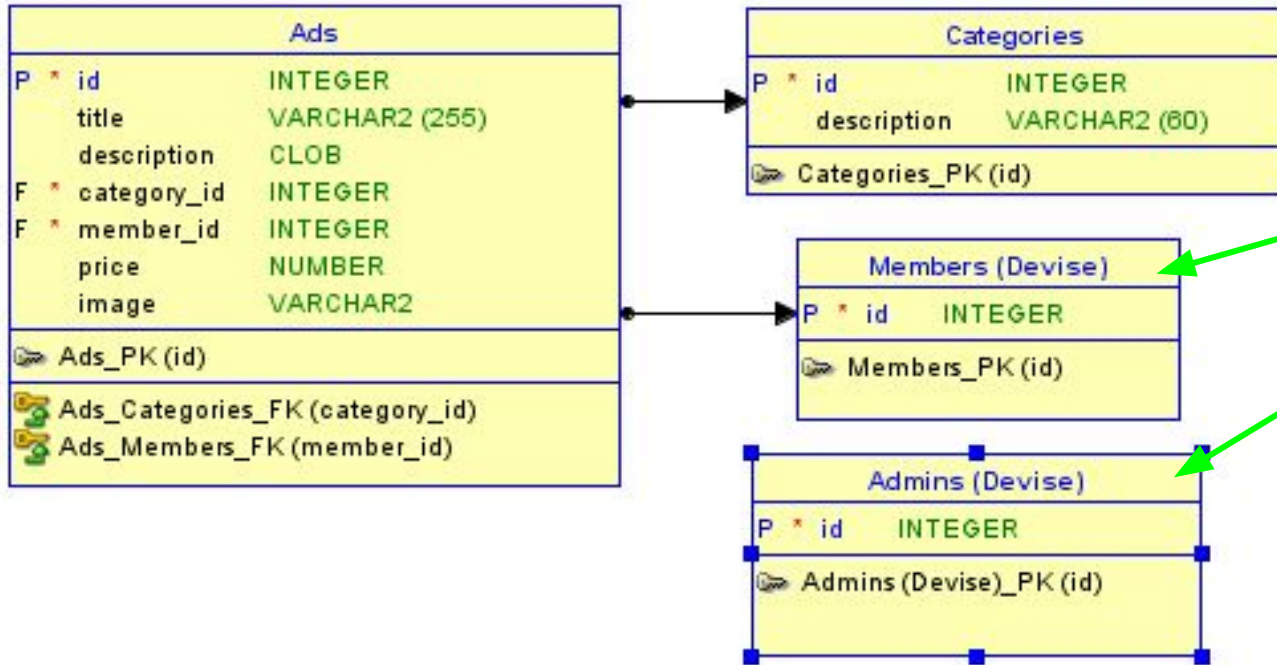 Ads
P * id INTEGER
title VARCHAR2 (255)
description CLOB
F * category_id INTEGER
F * member_id INTEGER
price NUMBER
image VARCHAR2
Ads_PK (id)
Ads_Categories_FK (category_id)
Ads_Members_FK (member_id)
Categories
P * id INTEGER
description VARCHAR2 (60)
Categories_PK (id)
Members (Devise)
P * id INTEGER
Members_PK (id)
Admins (Devise)
P * id INTEGER
Admins (Devise)_PK (id)